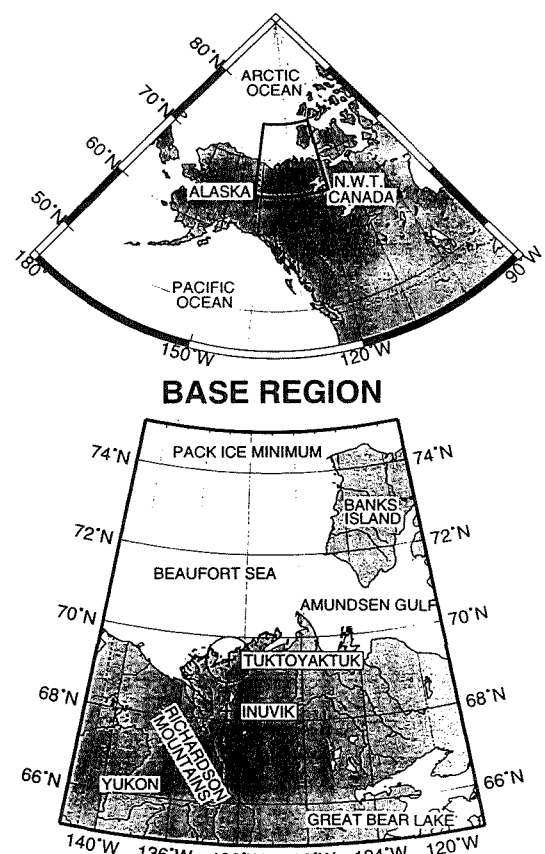 80°N
ARCTIC
OCEAN
70°N
60°N
ALASKA
N.W.T.
CANADA
50°N
180°
90°W
PACIFIC
OCEAN
150°W
120°W
BASE REGION
74°N
PACK ICE MINIMUM
74°N
BANKS
ISLAND
72°N
72°N
BEAUFORT SEA
AMUNDSEN GULF
70°N
70°N
TUKTOYAKTUK
68°N
INUVIK
68°N
RICHARDSON
MOUNTAINS
66°N
YUKON
66°N
GREAT BEAR LAKE
140°W
136°W
124°W
120°W